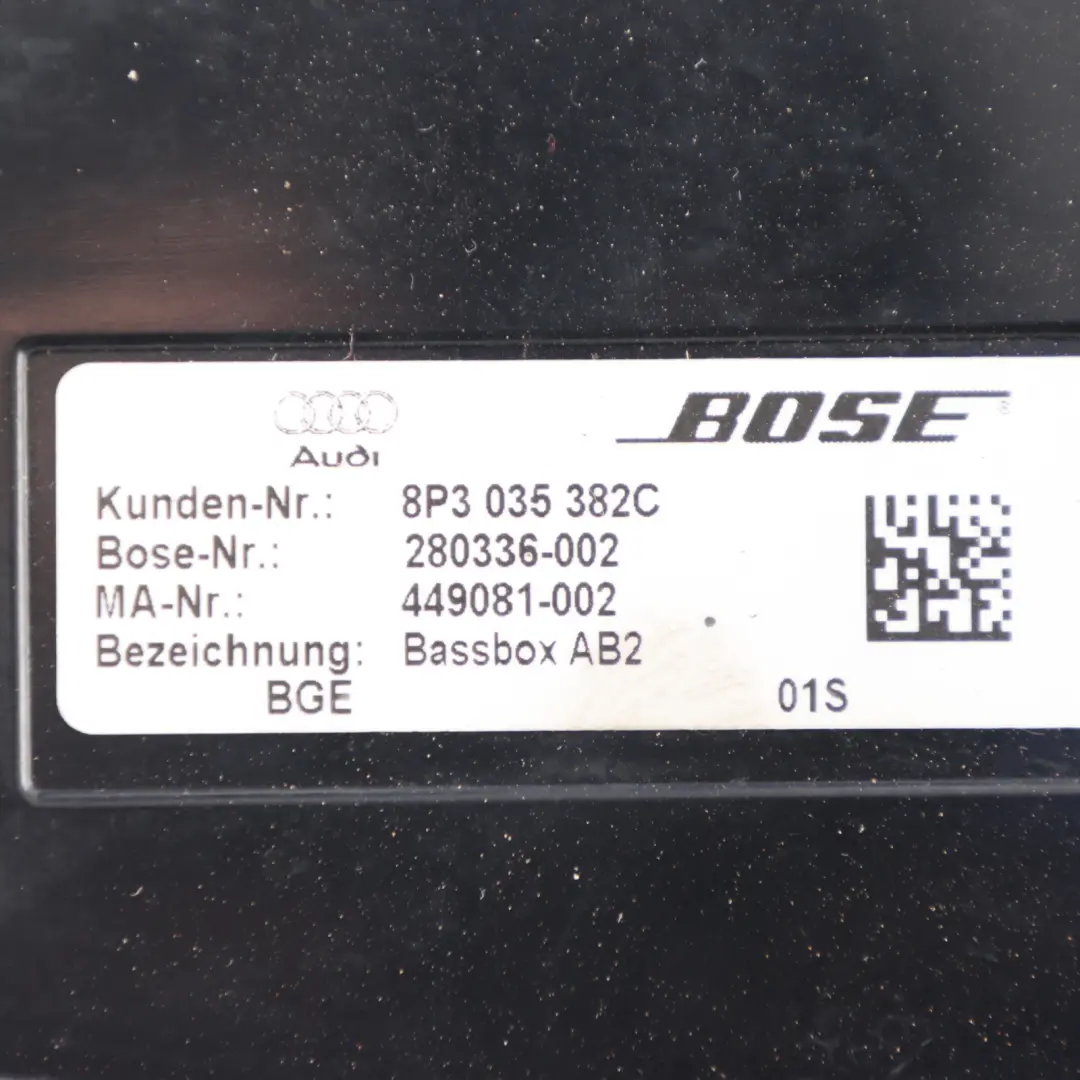 Audi
BOSE
Kunden-Nr.: 8P3 035 382C
Bose-Nr.: 280336-002
MA-Nr.: 449081-002
Bezeichnung: Bassbox AB2
BGE 01S